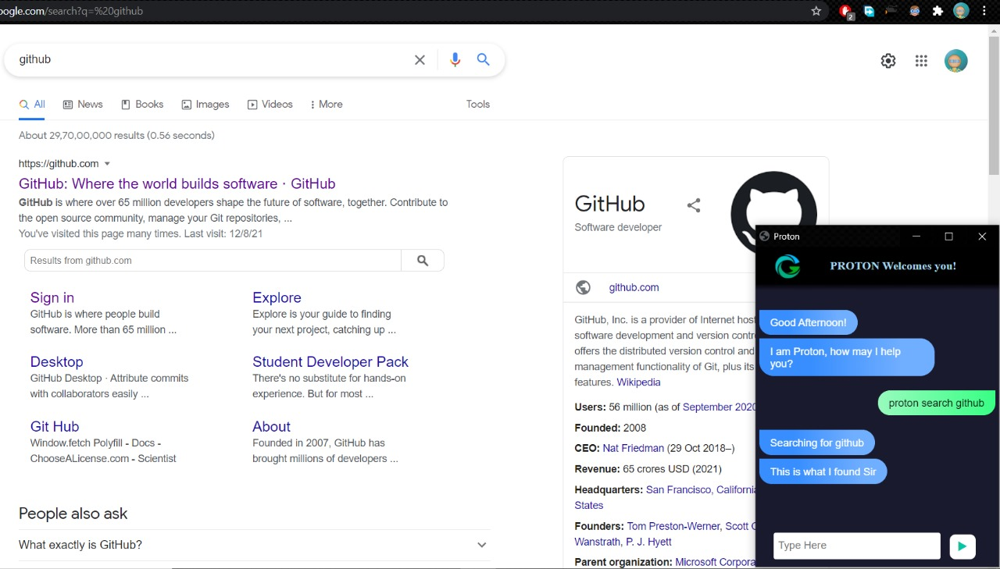 oogle.com/search?q=%20github
2
github
All
News
Books
Images
Videos
More
Tools
About 29,70,00,000 results (0.56 seconds)
https://github.com
GitHub: Where the world builds software · GitHub
GitHub is where over 65 million developers shape the future of software, together. Contribute to
the open source community, manage your Git repositories, ...
You've visited this page many times. Last visit: 12/8/21
Results from github.com
Sign in
GitHub is where people build
software. More than 65 million ...
Explore
Explore is your guide to finding
your next project, catching up ...
Desktop
GitHub Desktop · Attribute commits
with collaborators easily ...
Student Developer Pack
There's no substitute for hands-on
experience. But for most ...
Git Hub
Window.fetch Polyfill - Docs -
ChooseALicense.com - Scientist
About
Founded in 2007, GitHub has
brought millions of developers ...
People also ask
What exactly is GitHub?
GitHub
Software developer
github.com
GitHub, Inc. is a provider of Internet host
software development and version contr
offers the distributed version control and
management functionality of Git, plus its
features. Wikipedia
Users: 56 million (as of September 2020
Founded: 2008
CEO: Nat Friedman (29 Oct 2018–)
Revenue: 65 crores USD (2021)
Headquarters: San Francisco, California
States
Founders: Tom Preston-Werner, Scott C
Wanstrath, P. J. Hyett
Parent organization: Microsoft Corpora
Proton
PROTON Welcomes you!
Good Afternoon!
I am Proton, how may I help
you?
proton search github
Searching for github
This is what I found Sir
Type Here